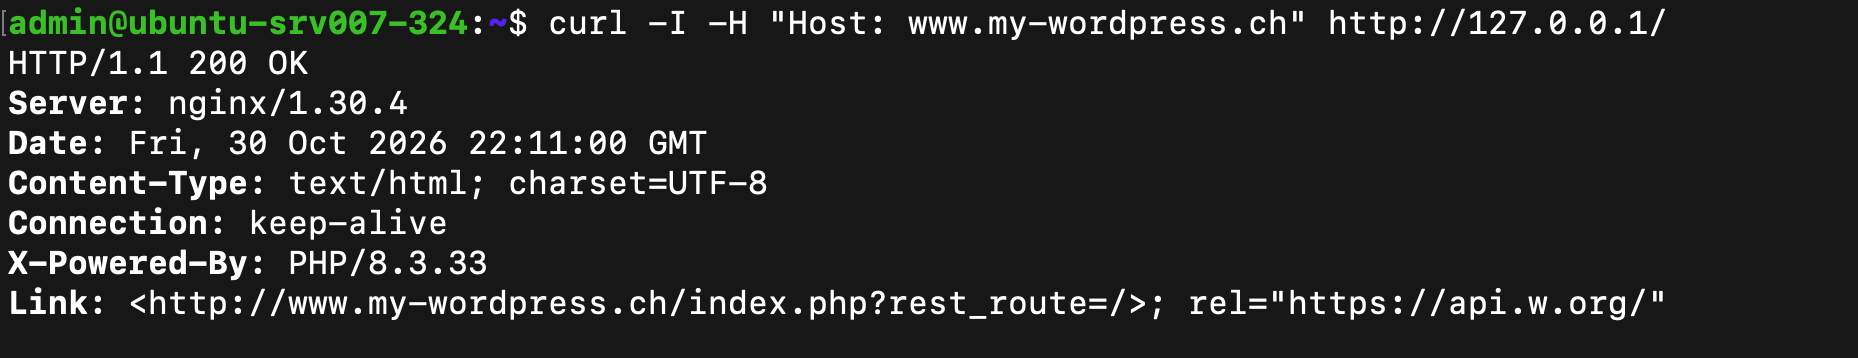 [admin@ubuntu-srv007-324:~$ curl -I -H "Host: www.my-wordpress.ch" http://127.0.0.1/
HTTP/1.1 200 OK
Server: nginx/1.30.4
Date: Fri, 30 Oct 2026 22:11:00 GMT
Content-Type: text/html; charset=UTF-8
Connection: keep-alive
X-Powered-By: PHP/8.3.33
Link: <http://www.my-wordpress.ch/index.php?rest_route=/>; rel="https://api.w.org/"